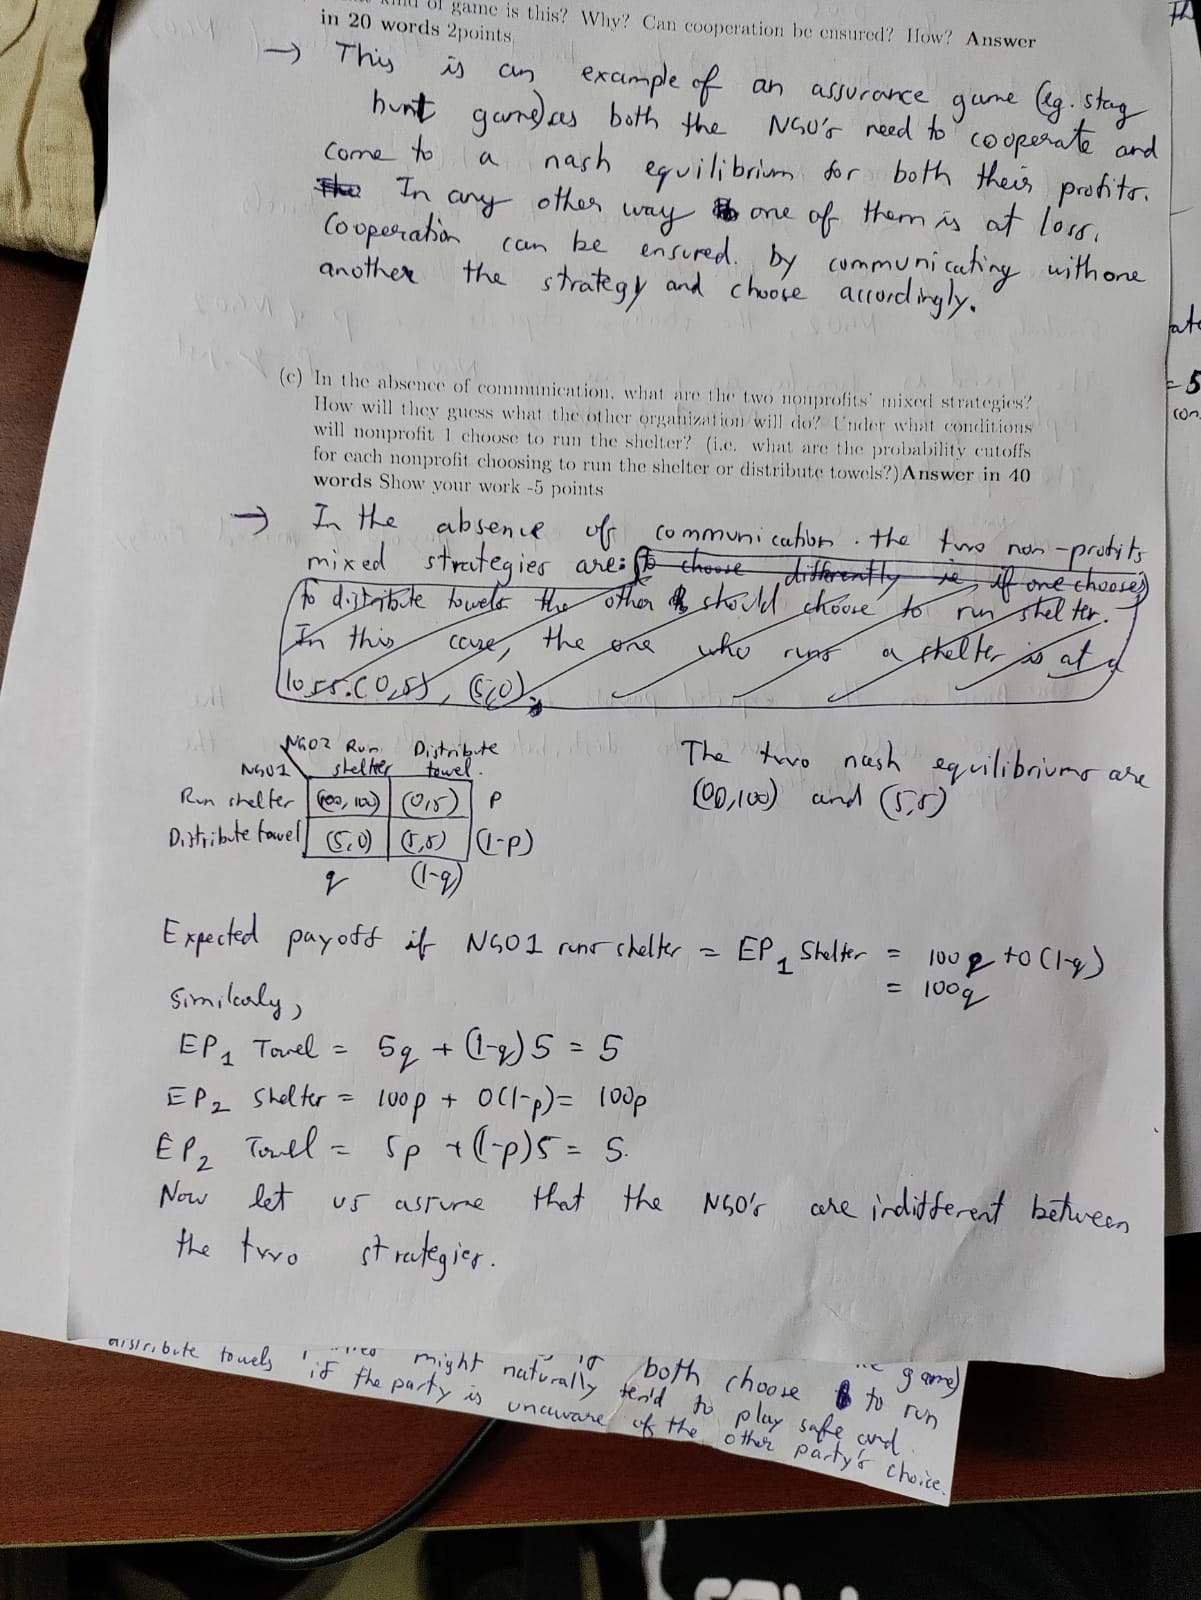 of game is this? Why? Can cooperation be ensured? How? Answer
in 20 words 2points
→ This is an example of an assurance game (eg. stag
hunt game) as both the NGO's need to cooperate and
come to a nash equilibrium for both their profits.
In any other way one of them is at loss.
Cooperation can be ensured. by communicating with one
another the strategy and choose accordingly.
(c) In the absence of communication, what are the two nonprofits' mixed strategies?
How will they guess what the other organization will do? Under what conditions
will nonprofit 1 choose to run the shelter? (i.e. what are the probability cutoffs
for each nonprofit choosing to run the shelter or distribute towels?) Answer in 40
words Show your work -5 points
→ In the absence of communication. the two non-profits
mixed strategies are: to choose differently ie, if one chooses
to distribute towels the other should choose to run shelter.
In this case, the one who runs a shelter is at a
loss. (0,5), (5,0).
NGO2 Run Distribute
NGO1 shelter towel.
Run shelter (100, 100) (0,5) P
Distribute towel (5,0) (5,5) (1-p)
q (1-q)
The two nash equilibriums are
(00,100) and (5,5)
Expected payoff if NGO1 runs shelter = EP1 Shelter = 100q + 0(1-q)
= 100q
Similarly,
EP1 Towel = 5q + (1-q)5 = 5
EP2 Shelter = 100p + 0(1-p) = 100p
EP2 Towel = 5p + (1-p)5 = 5.
Now let us assume that the NGO's are indifferent between
the two strategies.
game)
both choose to run
distribute towels might naturally tend to play safe and
if the party is unaware of the other party's choice.